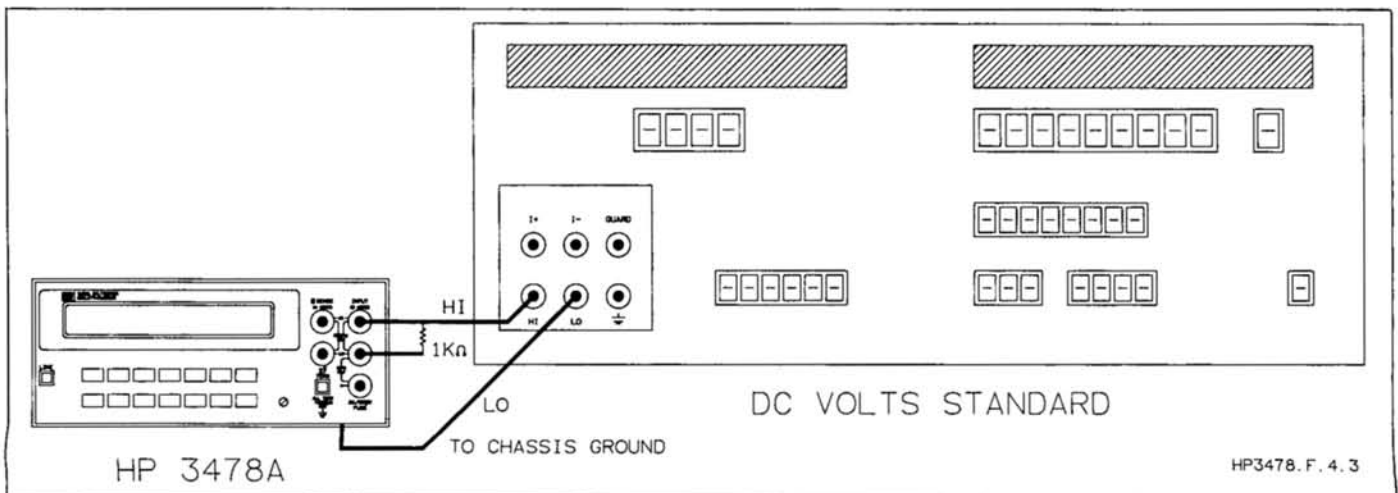 I+ I- GUARD
HI LO
HI
1KΩ
LO
TO CHASSIS GROUND
DC VOLTS STANDARD
HP 3478A
HP3478.F.4.3